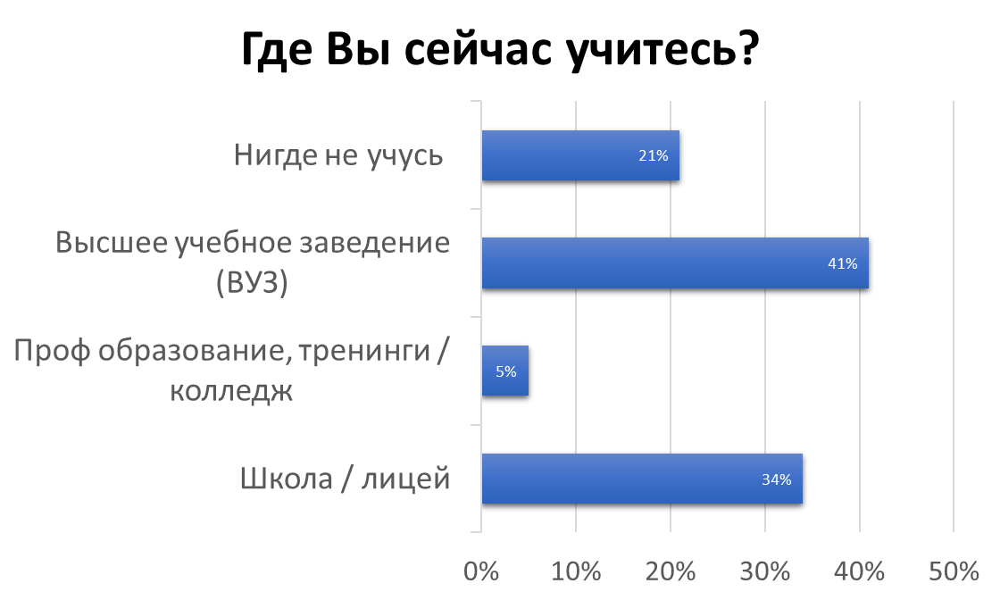 Где Вы сейчас учитесь?
Нигде не учусь
21%
Высшее учебное заведение
(ВУЗ)
41%
Проф образование, тренинги /
колледж
5%
Школа / лицей
34%
0% 10% 20% 30% 40% 50%